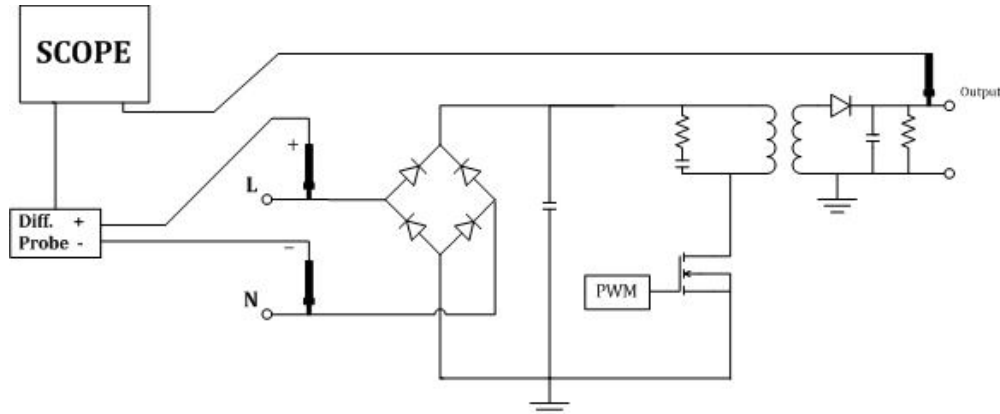 SCOPE
Output
+
L
Diff. +
Probe -
–
N
PWM